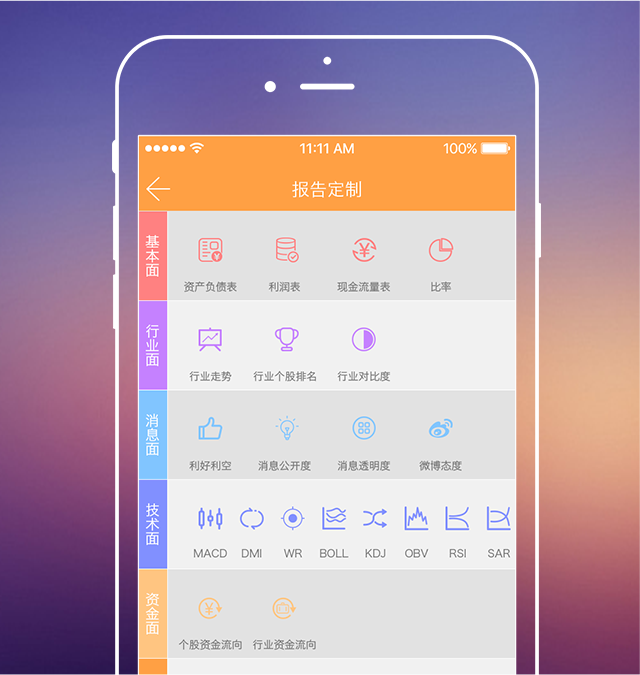 11:11 AM 100%
报告定制
基本面
资产负债表 利润表 现金流量表 比率
行业面
行业走势 行业个股排名 行业对比度
消息面
利好利空 消息公开度 消息透明度 微博态度
技术面
MACD DMI WR BOLL KDJ OBV RSI SAR
资金面
个股资金流向 行业资金流向